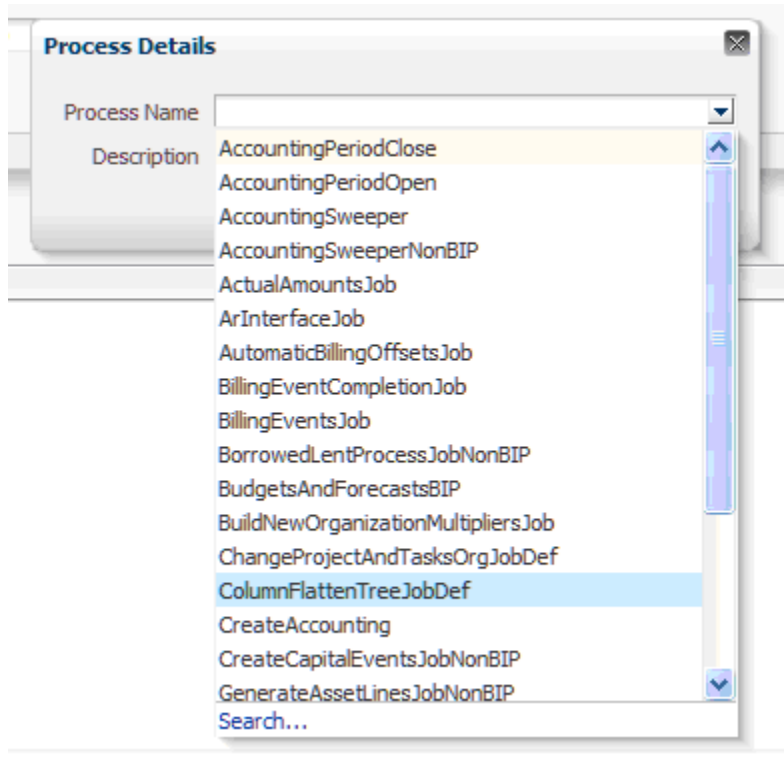 Process Details
Process Name
Description
AccountingPeriodClose
AccountingPeriodOpen
AccountingSweeper
AccountingSweeperNonBIP
ActualAmountsJob
ArInterfaceJob
AutomaticBillingOffsetsJob
BillingEventCompletionJob
BillingEventsJob
BorrowedLentProcessJobNonBIP
BudgetsAndForecastsBIP
BuildNewOrganizationMultipliersJob
ChangeProjectAndTasksOrgJobDef
ColumnFlattenTreeJobDef
CreateAccounting
CreateCapitalEventsJobNonBIP
GenerateAssetLinesJobNonBIP
Search...